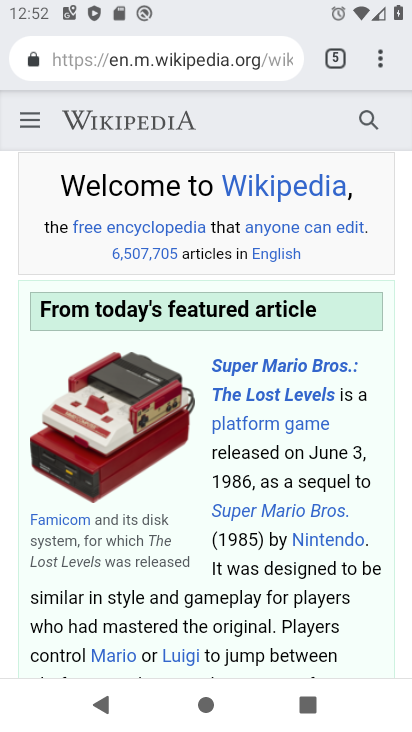 12:52
https://en.m.wikipedia.org/wik
5
WIKIPEDIA
Welcome to Wikipedia,
the free encyclopedia that anyone can edit.
6,507,705 articles in English
From today's featured article
Super Mario Bros.:
The Lost Levels is a
platform game
released on June 3,
1986, as a sequel to
Super Mario Bros.
(1985) by Nintendo.
It was designed to be
Famicom and its disk
system, for which The
Lost Levels was released
similar in style and gameplay for players
who had mastered the original. Players
control Mario or Luigi to jump between